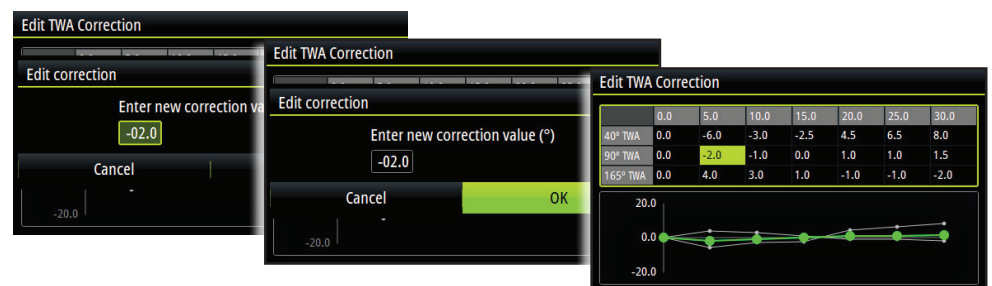 Edit TWA Correction
Edit correction
Enter new correction va
-02.0
Cancel
-20.0
Edit TWA Correction
Edit correction
Enter new correction value (°)
-02.0
Cancel OK
-20.0
Edit TWA Correction
0.0 5.0 10.0 15.0 20.0 25.0 30.0
40° TWA 0.0 -6.0 -3.0 -2.5 4.5 6.5 8.0
90° TWA 0.0 -2.0 -1.0 0.0 1.0 1.0 1.5
165° TWA 0.0 4.0 3.0 1.0 -1.0 -1.0 -2.0
20.0
0.0
-20.0